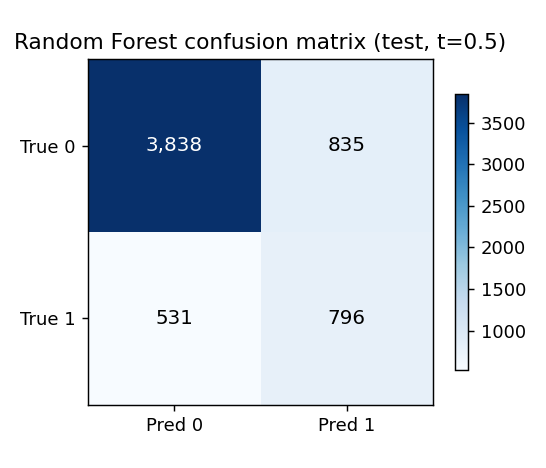 Random Forest confusion matrix (test, t=0.5)
True 0
3,838
835
True 1
531
796
Pred 0
Pred 1
3500
3000
2500
2000
1500
1000